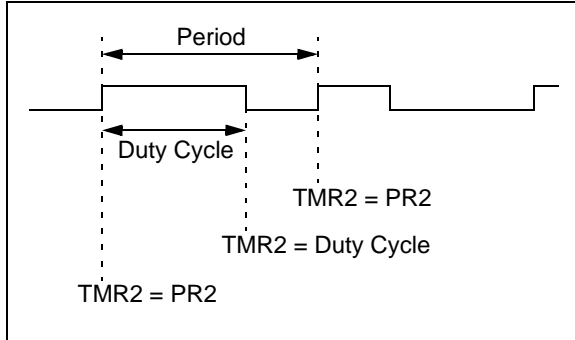 Period
Duty Cycle
TMR2 = PR2
TMR2 = Duty Cycle
TMR2 = PR2